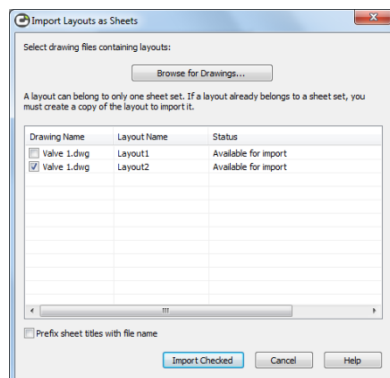 Import Layouts as Sheets
Select drawing files containing layouts:
Browse for Drawings...
A layout can belong to only one sheet set. If a layout already belongs to a sheet set, you
must create a copy of the layout to import it.
Drawing Name Layout Name Status
Valve 1.dwg Layout1 Available for import
Valve 1.dwg Layout2 Available for import
Prefix sheet titles with file name
Import Checked Cancel Help